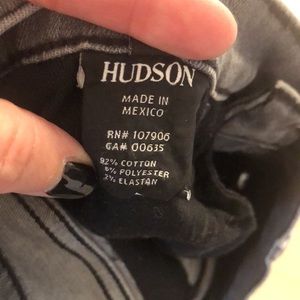 HUDSON
MADE IN
MEXICO
RN# 107906
CA# 00635
92% COTTON
6% POLYESTER
2% ELASTAN